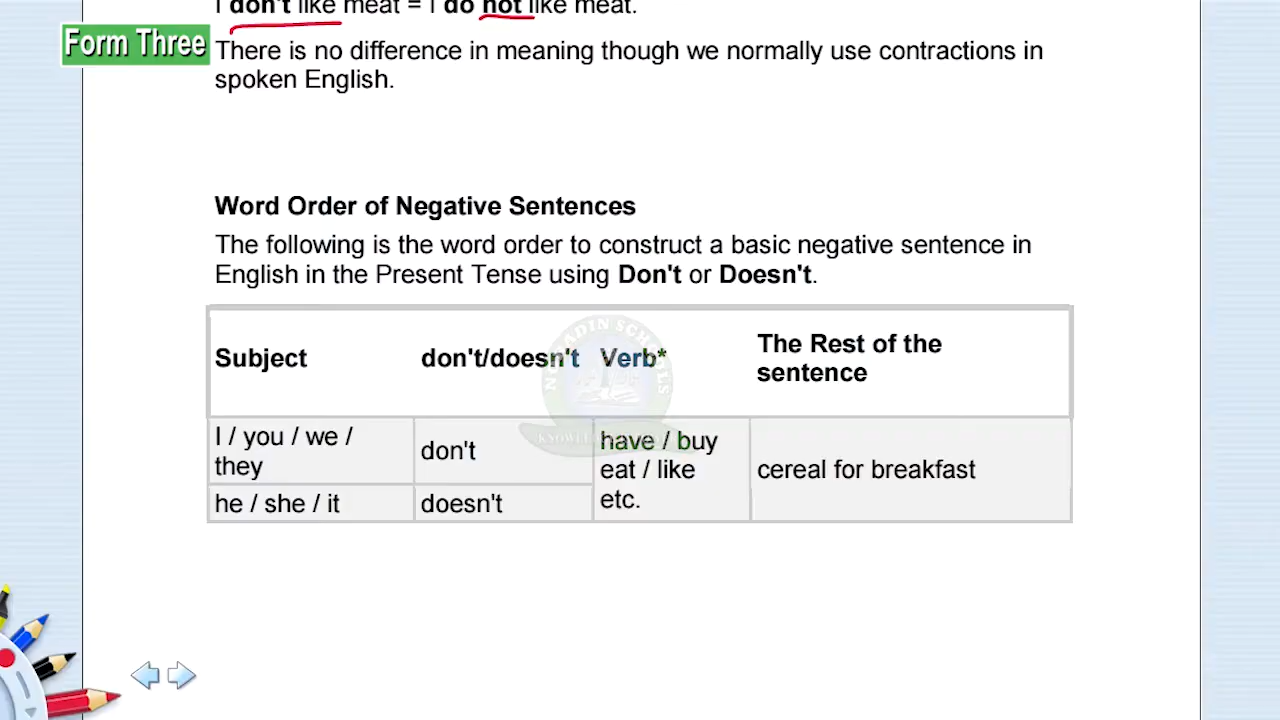 I don't like meat = I do not like meat.
Form Three
There is no difference in meaning though we normally use contractions in
spoken English.
Word Order of Negative Sentences
The following is the word order to construct a basic negative sentence in
English in the Present Tense using Don't or Doesn't.
Subject don't/doesn't Verb* The Rest of the
sentence
I / you / we /
they
don't
have / buy
eat / like
etc.
cereal for breakfast
he / she / it
doesn't